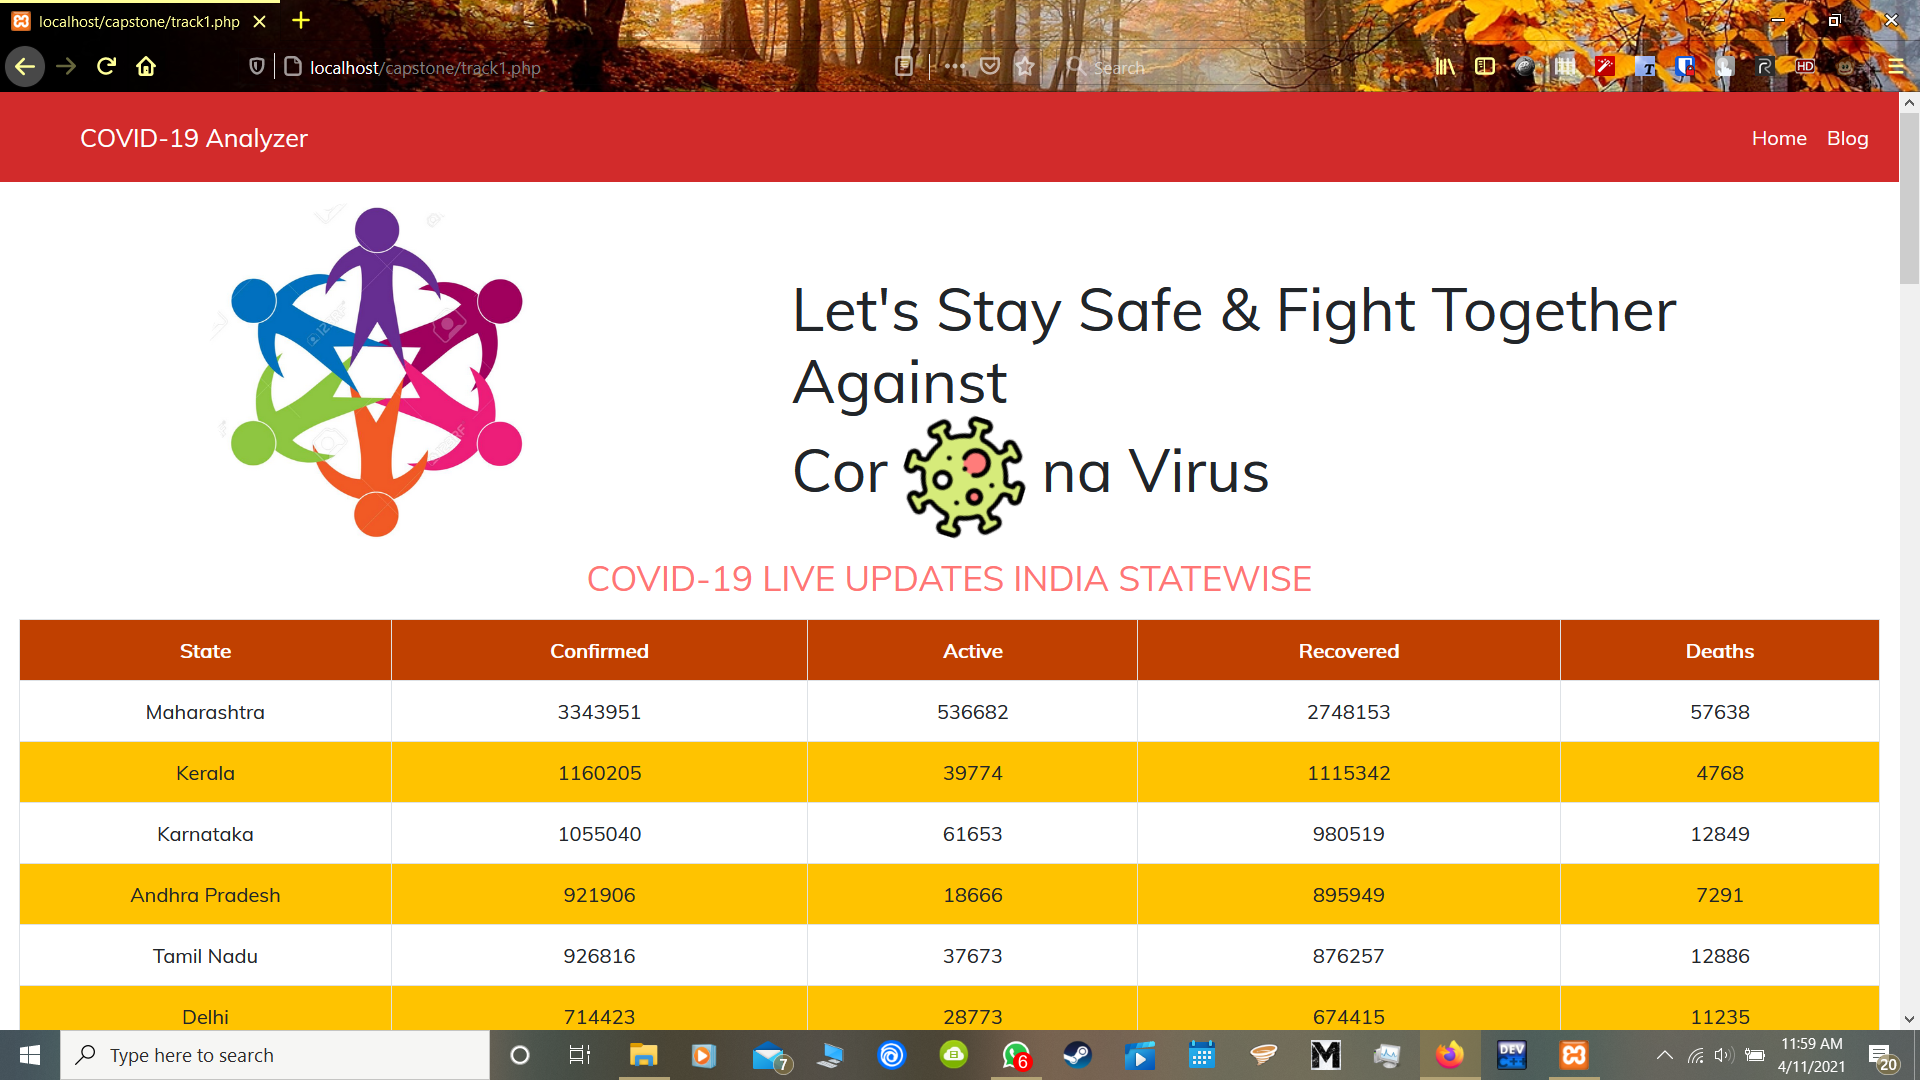 localhost/capstone/track1.php
localhost/capstone/track1.php
Search
HD
COVID-19 Analyzer
Home Blog
Let's Stay Safe & Fight Together
Against
Cor na Virus
COVID-19 LIVE UPDATES INDIA STATEWISE
State Confirmed Active Recovered Deaths
Maharashtra 3343951 536682 2748153 57638
Kerala 1160205 39774 1115342 4768
Karnataka 1055040 61653 980519 12849
Andhra Pradesh 921906 18666 895949 7291
Tamil Nadu 926816 37673 876257 12886
Delhi 714423 28773 674415 11235
Type here to search
7
6
DEV
11:59 AM
4/11/2021
20